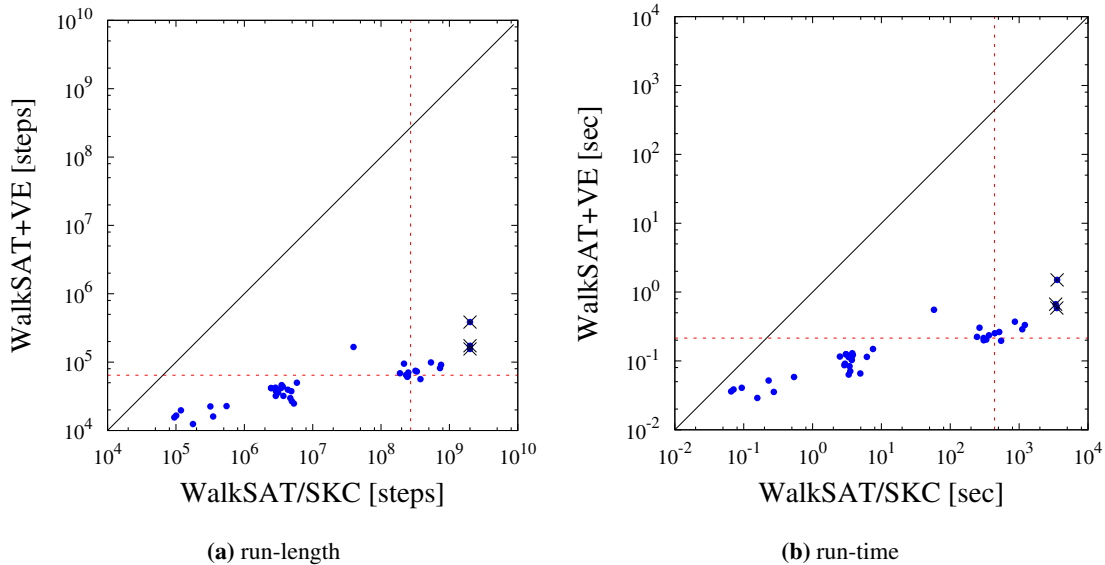 10^10
10^9
10^8
10^7
10^6
10^5
10^4
WalkSAT+VE [steps]
10^4 10^5 10^6 10^7 10^8 10^9 10^10
WalkSAT/SKC [steps]
(a) run-length
10^4
10^3
10^2
10^1
10^0
10^-1
10^-2
WalkSAT+VE [sec]
10^-2 10^-1 10^0 10^1 10^2 10^3 10^4
WalkSAT/SKC [sec]
(b) run-time